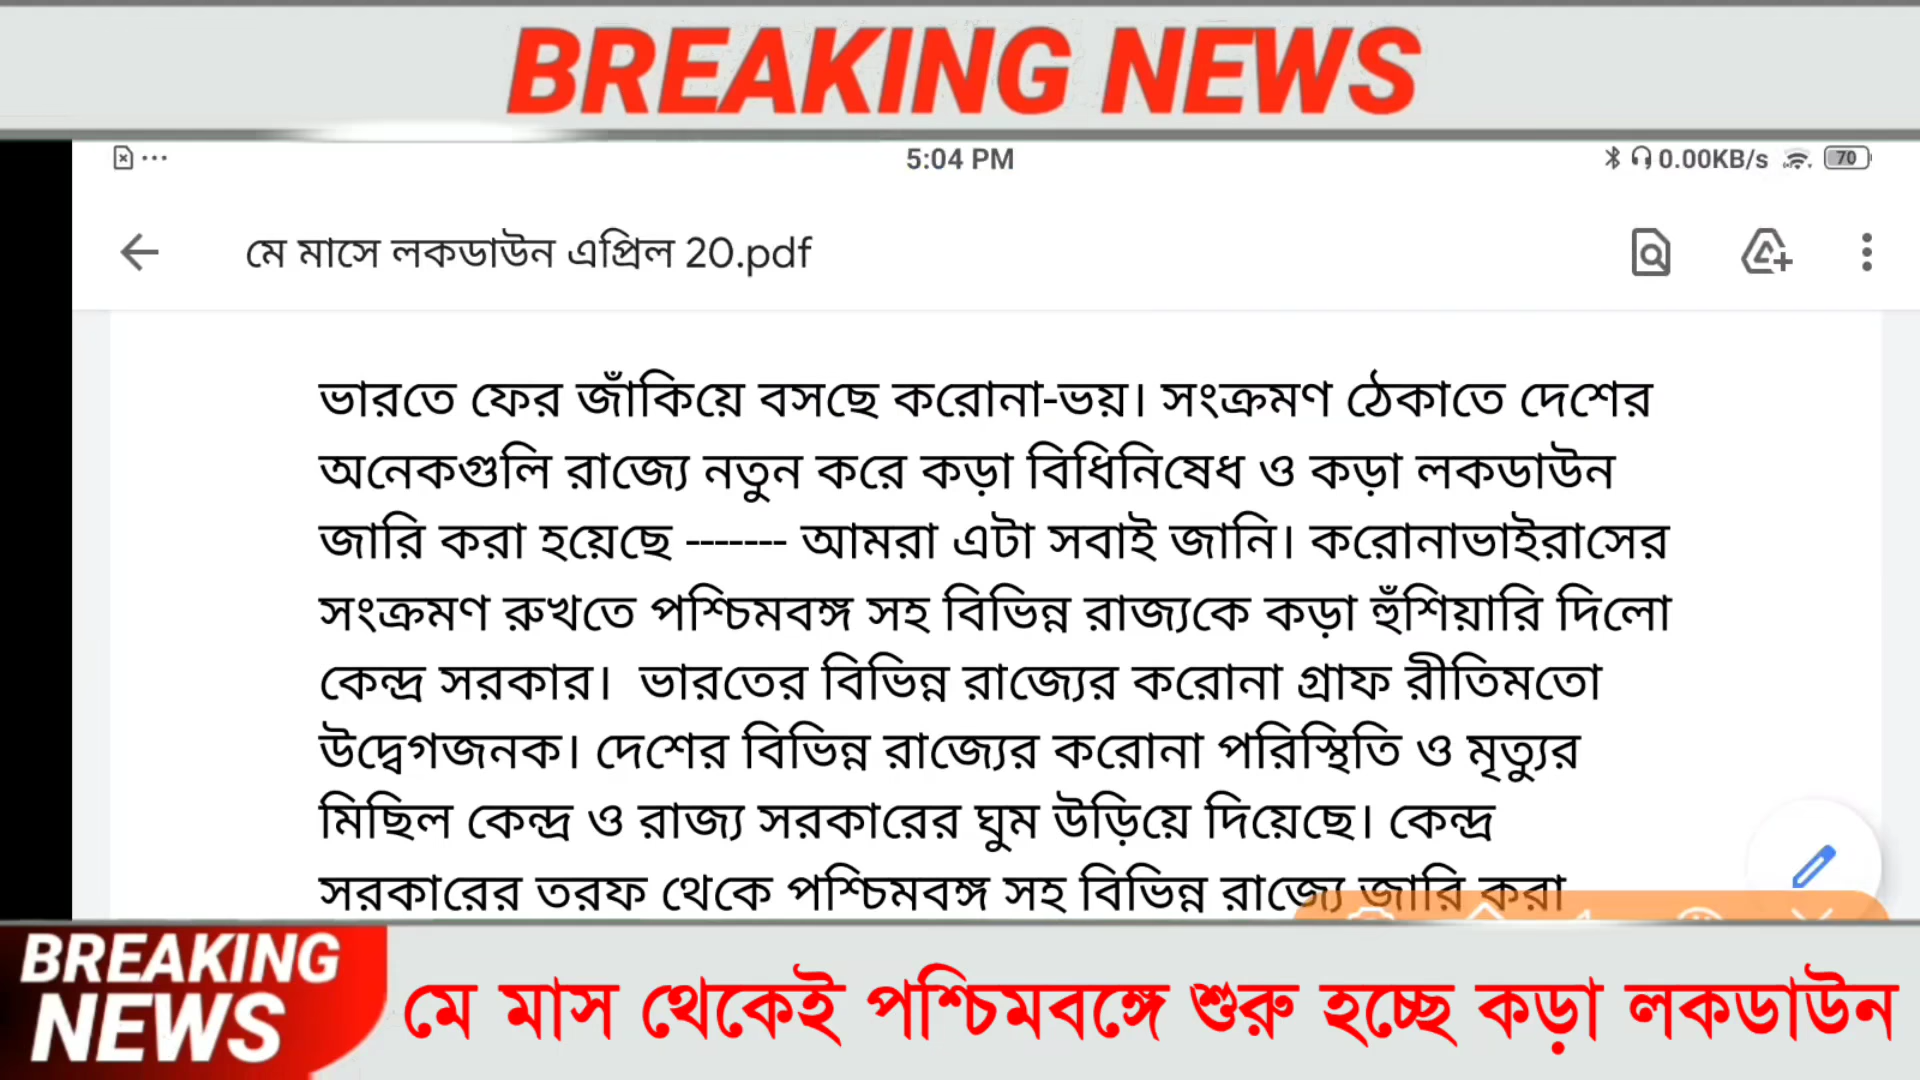 BREAKING NEWS
5:04 PM
0.00KB/s
70
মে মাসে লকডাউন এপ্রিল 20.pdf
ভারতে ফের জাঁকিয়ে বসছে করোনা-ভয়। সংক্রমণ ঠেকাতে দেশের
অনেকগুলি রাজ্যে নতুন করে কড়া বিধিনিষেধ ও কড়া লকডাউন
জারি করা হয়েছে ------- আমরা এটা সবাই জানি। করোনাভাইরাসের
সংক্রমণ রুখতে পশ্চিমবঙ্গ সহ বিভিন্ন রাজ্যকে কড়া হুঁশিয়ারি দিলো
কেন্দ্র সরকার। ভারতের বিভিন্ন রাজ্যের করোনা গ্রাফ রীতিমতো
উদ্বেগজনক। দেশের বিভিন্ন রাজ্যের করোনা পরিস্থিতি ও মৃত্যুর
মিছিল কেন্দ্র ও রাজ্য সরকারের ঘুম উড়িয়ে দিয়েছে। কেন্দ্র
সরকারের তরফ থেকে পশ্চিমবঙ্গ সহ বিভিন্ন রাজ্যে জারি করা
BREAKING
NEWS
মে মাস থেকেই পশ্চিমবঙ্গে শুরু হচ্ছে কড়া লকডাউন